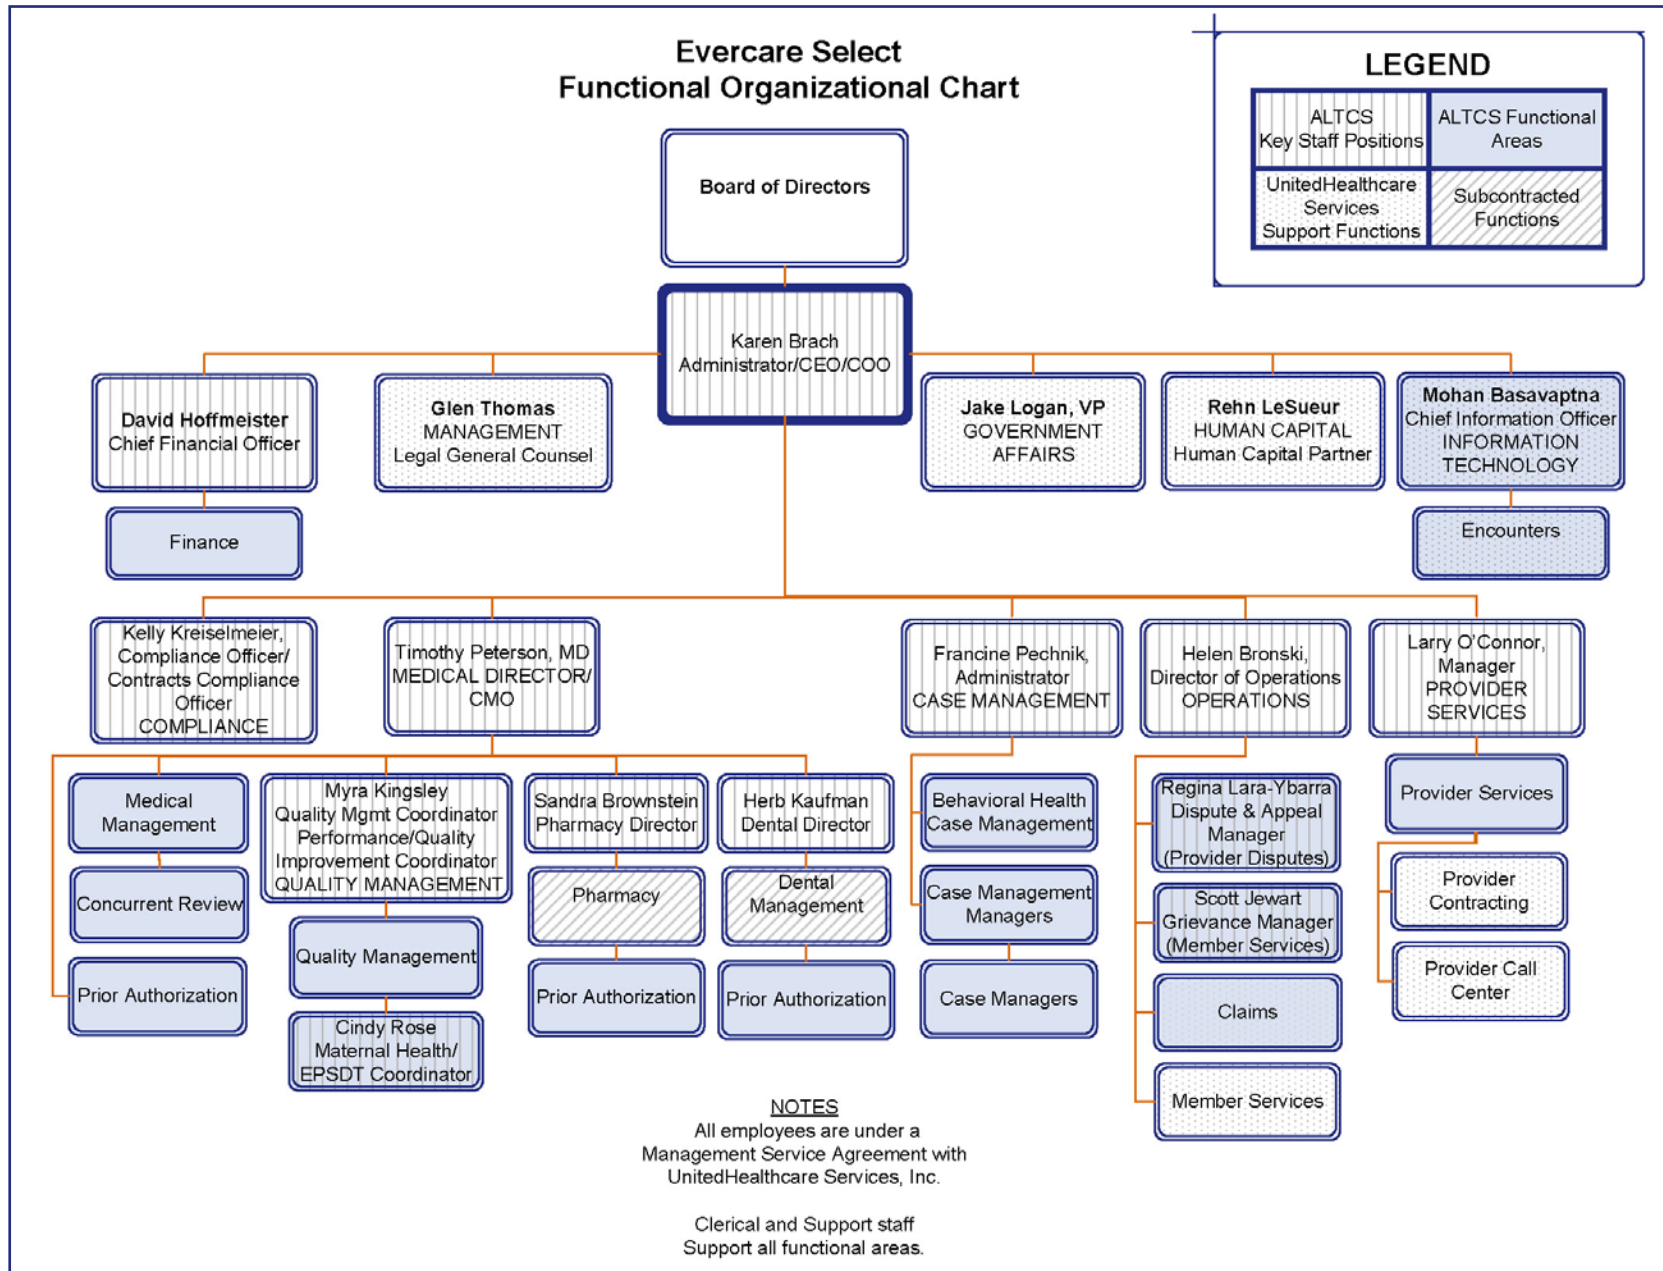 Evercare Select
Functional Organizational Chart
LEGEND
ALTCS
Key Staff Positions
ALTCS Functional
Areas
UnitedHealthcare
Services
Support Functions
Subcontracted
Functions
Board of Directors
Karen Brach
Administrator/CEO/COO
David Hoffmeister
Chief Financial Officer
Glen Thomas
MANAGEMENT
Legal General Counsel
Jake Logan, VP
GOVERNMENT
AFFAIRS
Rehn LeSueur
HUMAN CAPITAL
Human Capital Partner
Mohan Basavaptna
Chief Information Officer
INFORMATION
TECHNOLOGY
Finance
Encounters
Kelly Kreiselmeier,
Compliance Officer/
Contracts Compliance
Officer
COMPLIANCE
Timothy Peterson, MD
MEDICAL DIRECTOR/
CMO
Francine Pechnik,
Administrator
CASE MANAGEMENT
Helen Bronski,
Director of Operations
OPERATIONS
Larry O'Connor,
Manager
PROVIDER
SERVICES
Medical
Management
Concurrent Review
Prior Authorization
Myra Kingsley
Quality Mgmt Coordinator
Performance/Quality
Improvement Coordinator
QUALITY MANAGEMENT
Quality Management
Cindy Rose
Maternal Health/
EPSDT Coordinator
Sandra Brownstein
Pharmacy Director
Pharmacy
Prior Authorization
Herb Kaufman
Dental Director
Dental
Management
Prior Authorization
Behavioral Health
Case Management
Case Management
Managers
Case Managers
Regina Lara-Ybarra
Dispute & Appeal
Manager
(Provider Disputes)
Scott Jewart
Grievance Manager
(Member Services)
Claims
Member Services
Provider Services
Provider
Contracting
Provider Call
Center
NOTES
All employees are under a
Management Service Agreement with
UnitedHealthcare Services, Inc.
Clerical and Support staff
Support all functional areas.